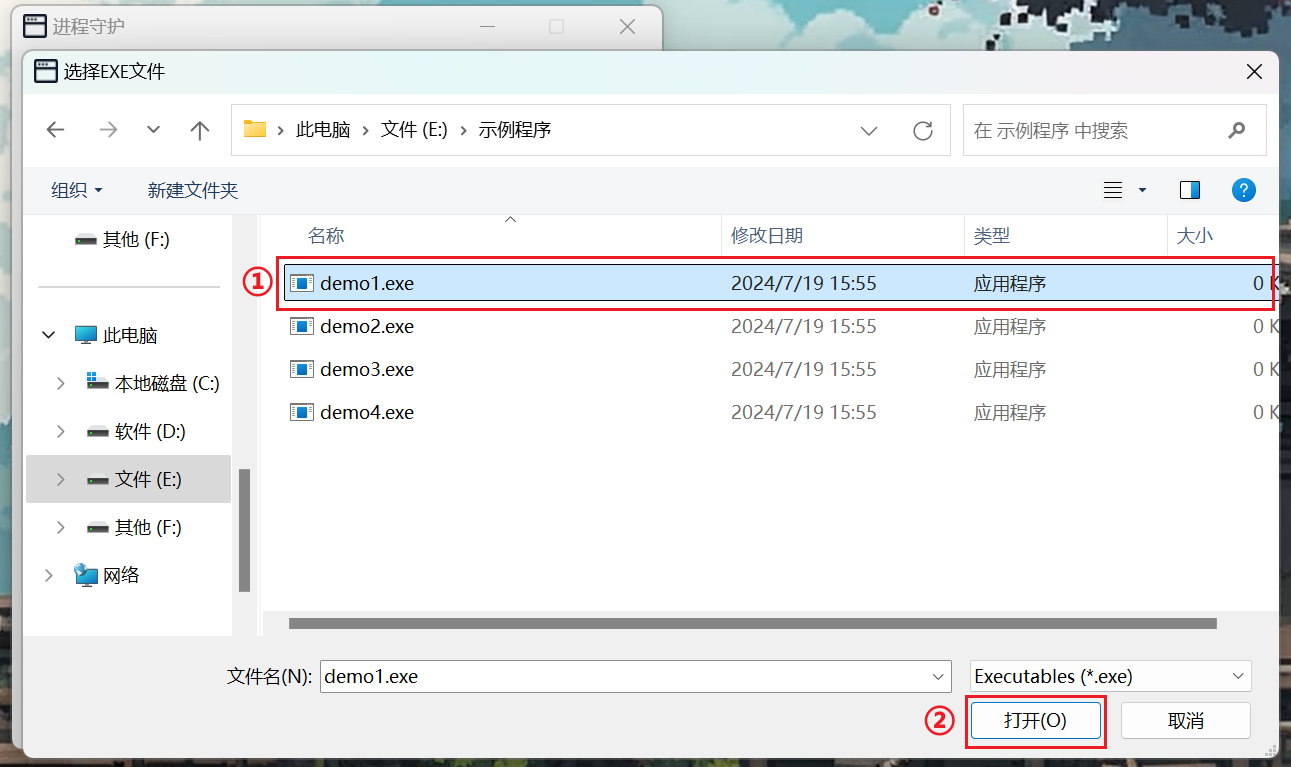 进程守护
选择EXE文件
此电脑 文件 (E:) 示例程序
在 示例程序 中搜索
组织 新建文件夹
?
其他 (F:)
此电脑
本地磁盘 (C:)
软件 (D:)
文件 (E:)
其他 (F:)
网络
名称 修改日期 类型 大小
① demo1.exe 2024/7/19 15:55 应用程序 0 K
demo2.exe 2024/7/19 15:55 应用程序 0 K
demo3.exe 2024/7/19 15:55 应用程序 0 K
demo4.exe 2024/7/19 15:55 应用程序 0 K
文件名(N): demo1.exe Executables (*.exe)
② 打开(O) 取消